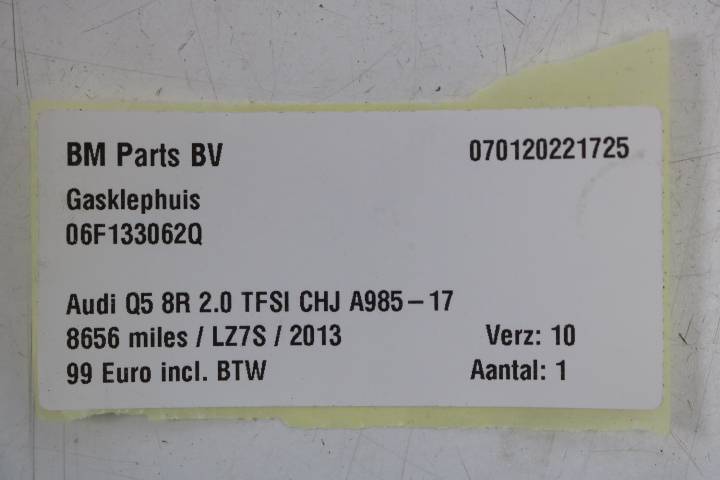 BM Parts BV 070120221725
Gasklephuis
06F133062Q
Audi Q5 8R 2.0 TFSI CHJ A985-17
8656 miles / LZ7S / 2013 Verz: 10
99 Euro incl. BTW Aantal: 1